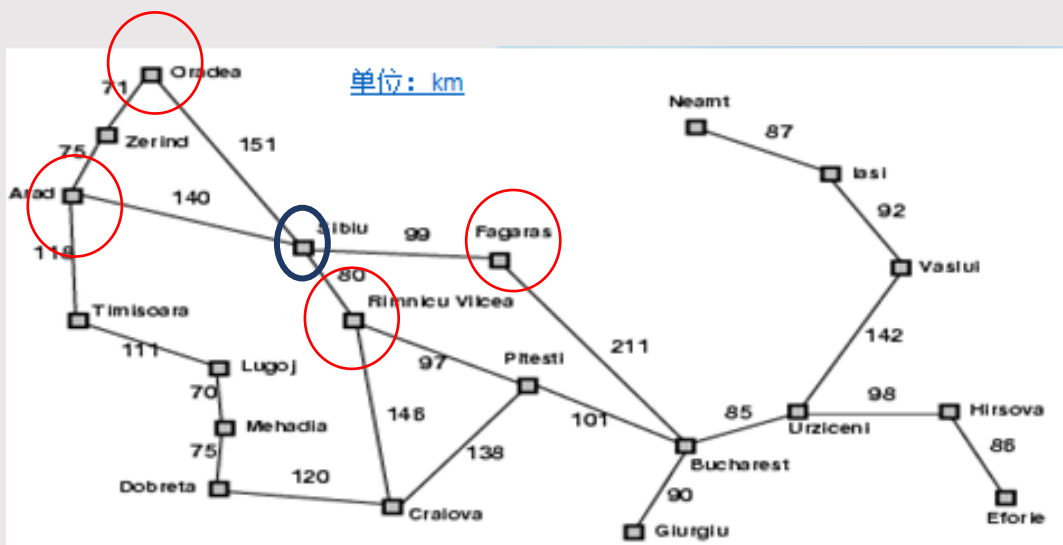 Oradea
单位：km
71
Neamt
87
Zerind
151
75
Iasi
Arad
140
92
Sibiu
99
Fagaras
118
80
Vaslui
Rimnicu Vilcea
Timisoara
142
111
211
Lugoj
97
Pitesti
70
98
146
101
85
Hirsova
Mehadia
Urziceni
75
138
86
Bucharest
Dobreta
120
90
Craiova
Eforie
Giurgiu